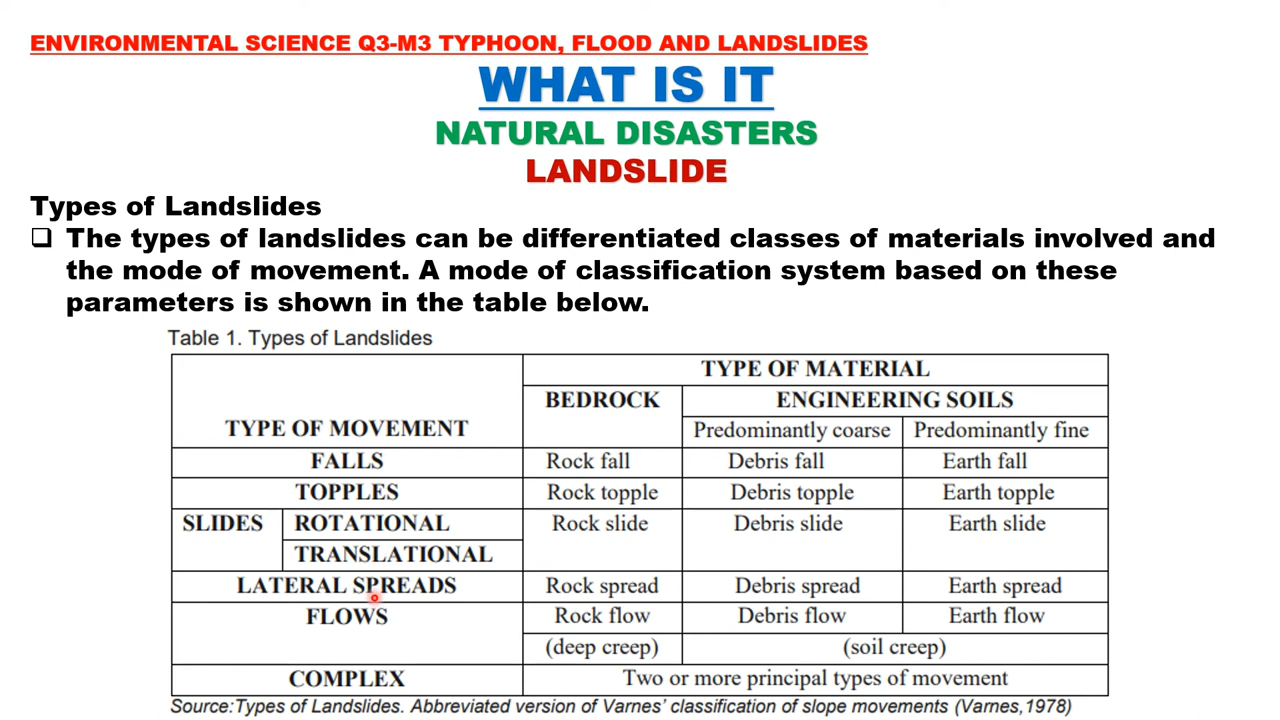 ENVIRONMENTAL SCIENCE Q3-M3 TYPHOON, FLOOD AND LANDSLIDES
WHAT IS IT
NATURAL DISASTERS
LANDSLIDE
Types of Landslides
❑ The types of landslides can be differentiated classes of materials involved and
the mode of movement. A mode of classification system based on these
parameters is shown in the table below.
Table 1. Types of Landslides
TYPE OF MATERIAL
BEDROCK ENGINEERING SOILS
TYPE OF MOVEMENT Predominantly coarse Predominantly fine
FALLS Rock fall Debris fall Earth fall
TOPPLES Rock topple Debris topple Earth topple
SLIDES ROTATIONAL Rock slide Debris slide Earth slide
TRANSLATIONAL
LATERAL SPREADS Rock spread Debris spread Earth spread
FLOWS Rock flow Debris flow Earth flow
(deep creep) (soil creep)
COMPLEX Two or more principal types of movement
Source:Types of Landslides. Abbreviated version of Varnes' classification of slope movements (Varnes,1978)